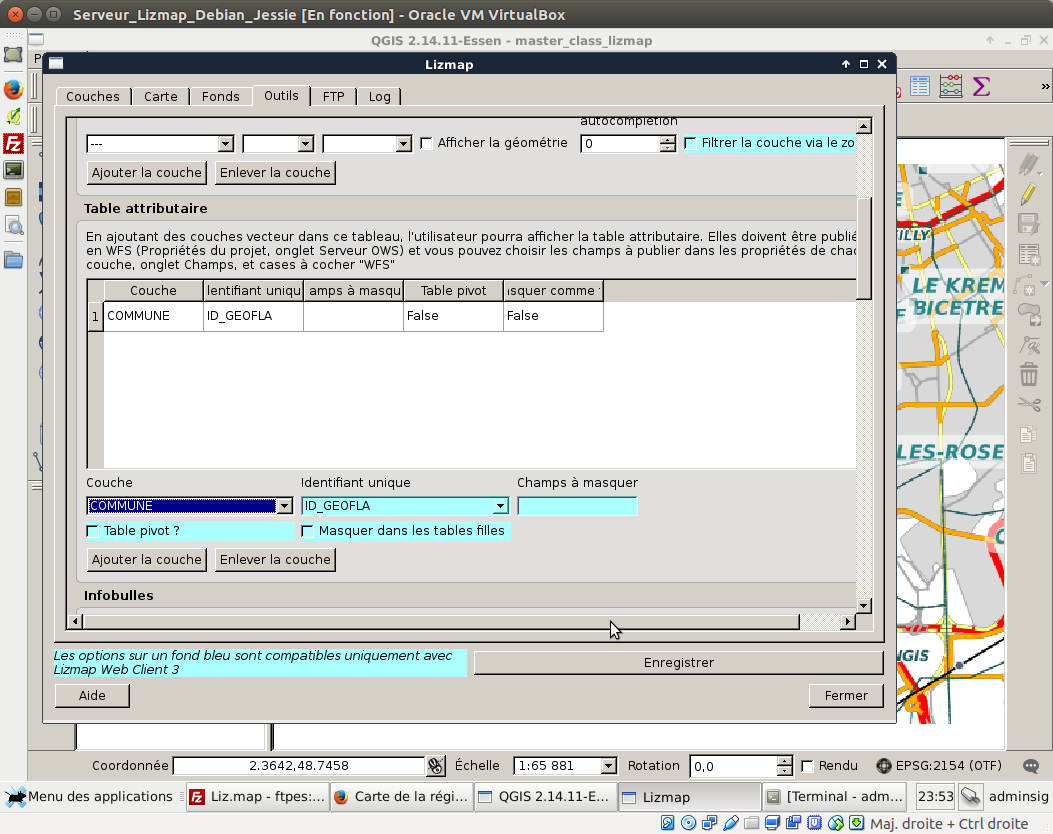 Serveur_Lizmap_Debian_Jessie [En fonction] - Oracle VM VirtualBox
QGIS 2.14.11-Essen - master_class_lizmap
P
Lizmap
Couches
Carte
Fonds
Outils
FTP
Log
autocomplétion
---
Afficher la géométrie
0
Filtrer la couche via le zo
Ajouter la couche
Enlever la couche
Table attributaire
En ajoutant des couches vecteur dans ce tableau, l'utilisateur pourra afficher la table attributaire. Elles doivent être publié
en WFS (Propriétés du projet, onglet Serveur OWS) et vous pouvez choisir les champs à publier dans les propriétés de chaq
couche, onglet Champs, et cases à cocher "WFS"
Couche
lentifiant uniqu
amps à masqu
Table pivot
asquer comme
1
COMMUNE
ID_GEOFLA
False
False
Couche
Identifiant unique
Champs à masquer
COMMUNE
ID_GEOFLA
Table pivot ?
Masquer dans les tables filles
Ajouter la couche
Enlever la couche
Infobulles
Les options sur un fond bleu sont compatibles uniquement avec
Lizmap Web Client 3
Enregistrer
Aide
Fermer
»
LE KREM
BICETRE
LES-ROSE
NGIS
Coordonnée
2.3642,48.7458
Échelle
1:65 881
Rotation
0,0
Rendu
EPSG:2154 (OTF)
Menu des applications
Liz.map - ftpes:...
Carte de la régi...
QGIS 2.14.11-E...
Lizmap
[Terminal - adm...
23:53
adminsig
Maj. droite + Ctrl droite